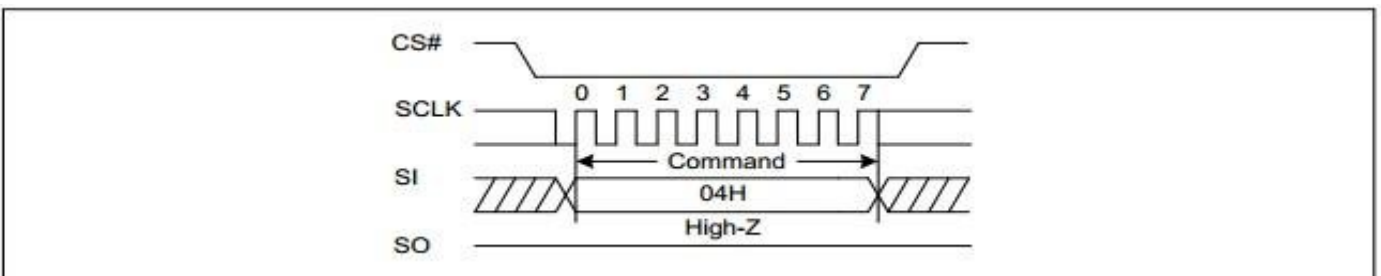 CS#
0 1 2 3 4 5 6 7
SCLK
Command
SI
04H
High-Z
SO